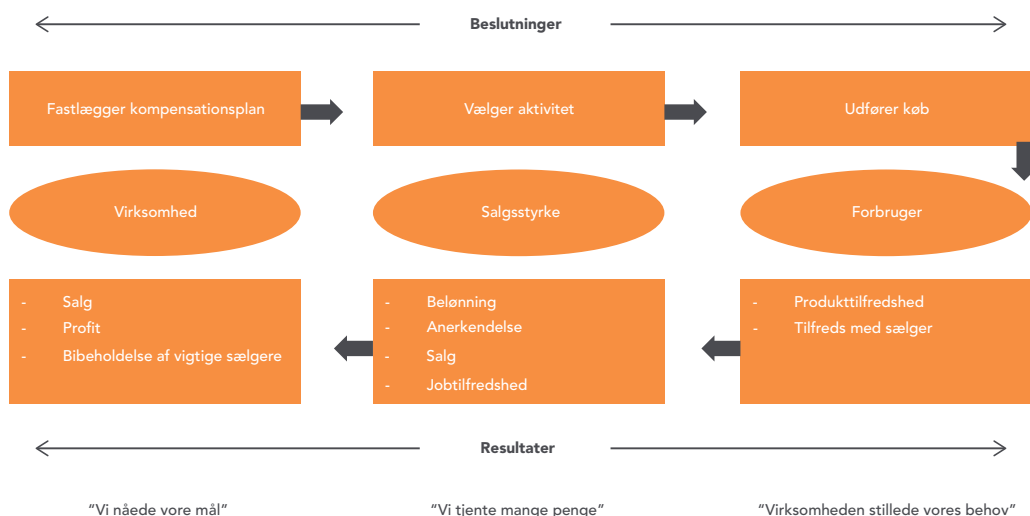 Beslutninger
Fastlægger kompensationsplan
Vælger aktivitet
Udfører køb
Virksomhed
Salgsstyrke
Forbruger
- Salg
- Profit
- Bibeholdelse af vigtige sælgere
- Belønning
- Anerkendelse
- Salg
- Jobtilfredshed
- Produkttilfredshed
- Tilfreds med sælger
Resultater
"Vi nåede vore mål"
"Vi tjente mange penge"
"Virksomheden stillede vores behov"